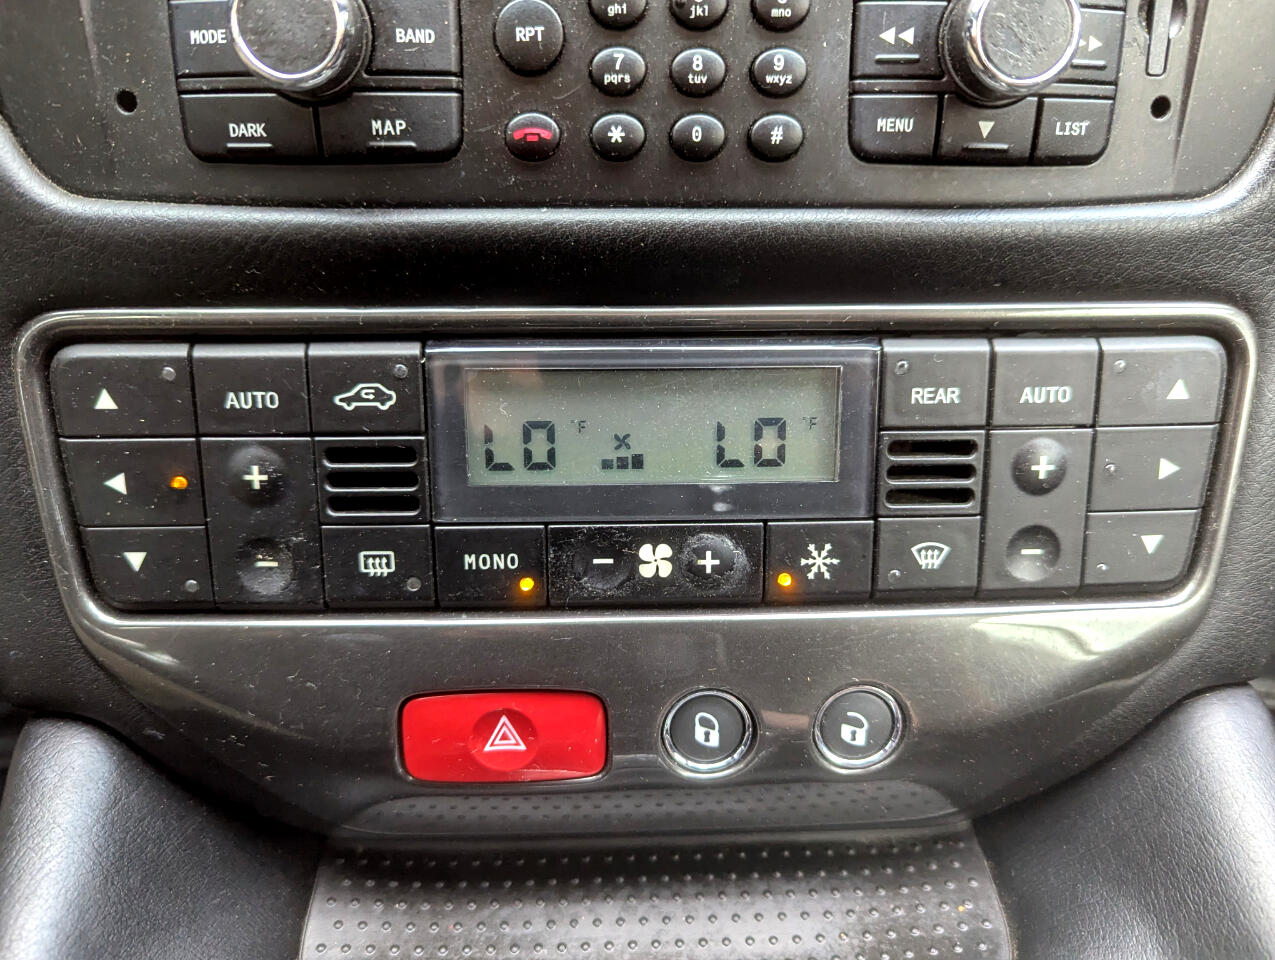 ghi jkl mno
MODE BAND RPT
7 pqrs 8 tuv 9 wxyz
DARK MAP * 0 # MENU LIST
AUTO REAR AUTO
LO °F LO °F
+ +
- MONO - + -